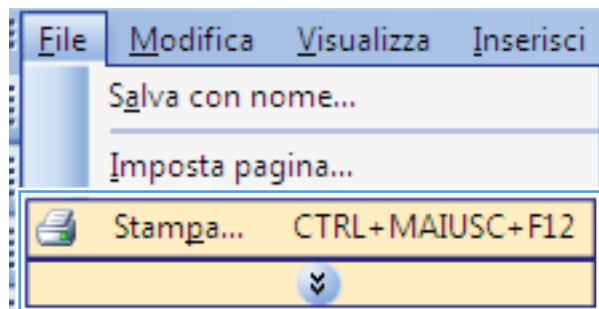 File Modifica Visualizza Inserisci
Salva con nome...
Imposta pagina...
Stampa... CTRL+MAIUSC+F12